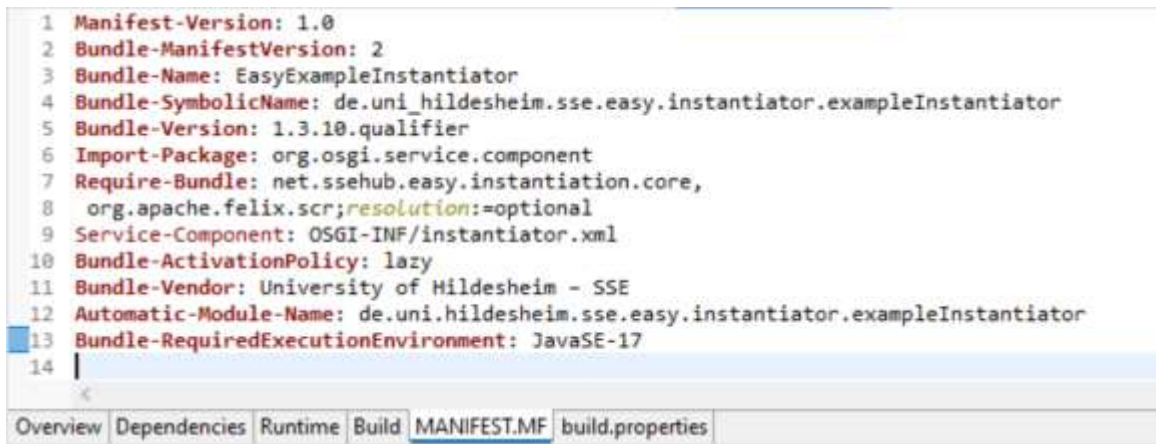 1 Manifest-Version: 1.0
2 Bundle-ManifestVersion: 2
3 Bundle-Name: EasyExampleInstantiator
4 Bundle-SymbolicName: de.uni_hildesheim.sse.easy.instantiator.exampleInstantiator
5 Bundle-Version: 1.3.10.qualifier
6 Import-Package: org.osgi.service.component
7 Require-Bundle: net.ssehub.easy.instantiation.core,
8 org.apache.felix.scr;resolution:=optional
9 Service-Component: OSGI-INF/instantiator.xml
10 Bundle-ActivationPolicy: lazy
11 Bundle-Vendor: University of Hildesheim – SSE
12 Automatic-Module-Name: de.uni.hildesheim.sse.easy.instantiator.exampleInstantiator
13 Bundle-RequiredExecutionEnvironment: JavaSE-17
14
Overview Dependencies Runtime Build MANIFEST.MF build.properties